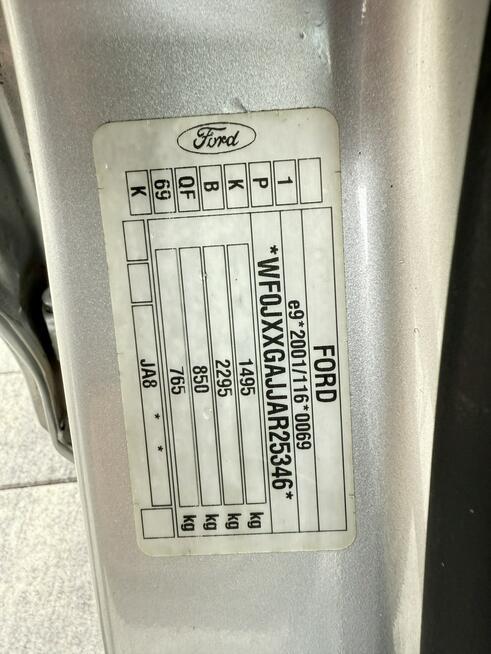 Ford
K 69 QF B K P 1
FORD
e9*2001/116*0069
*WF0JXXGAJJAR25346*
1495 kg
2295 kg
850 kg
765 kg
JA8 * *